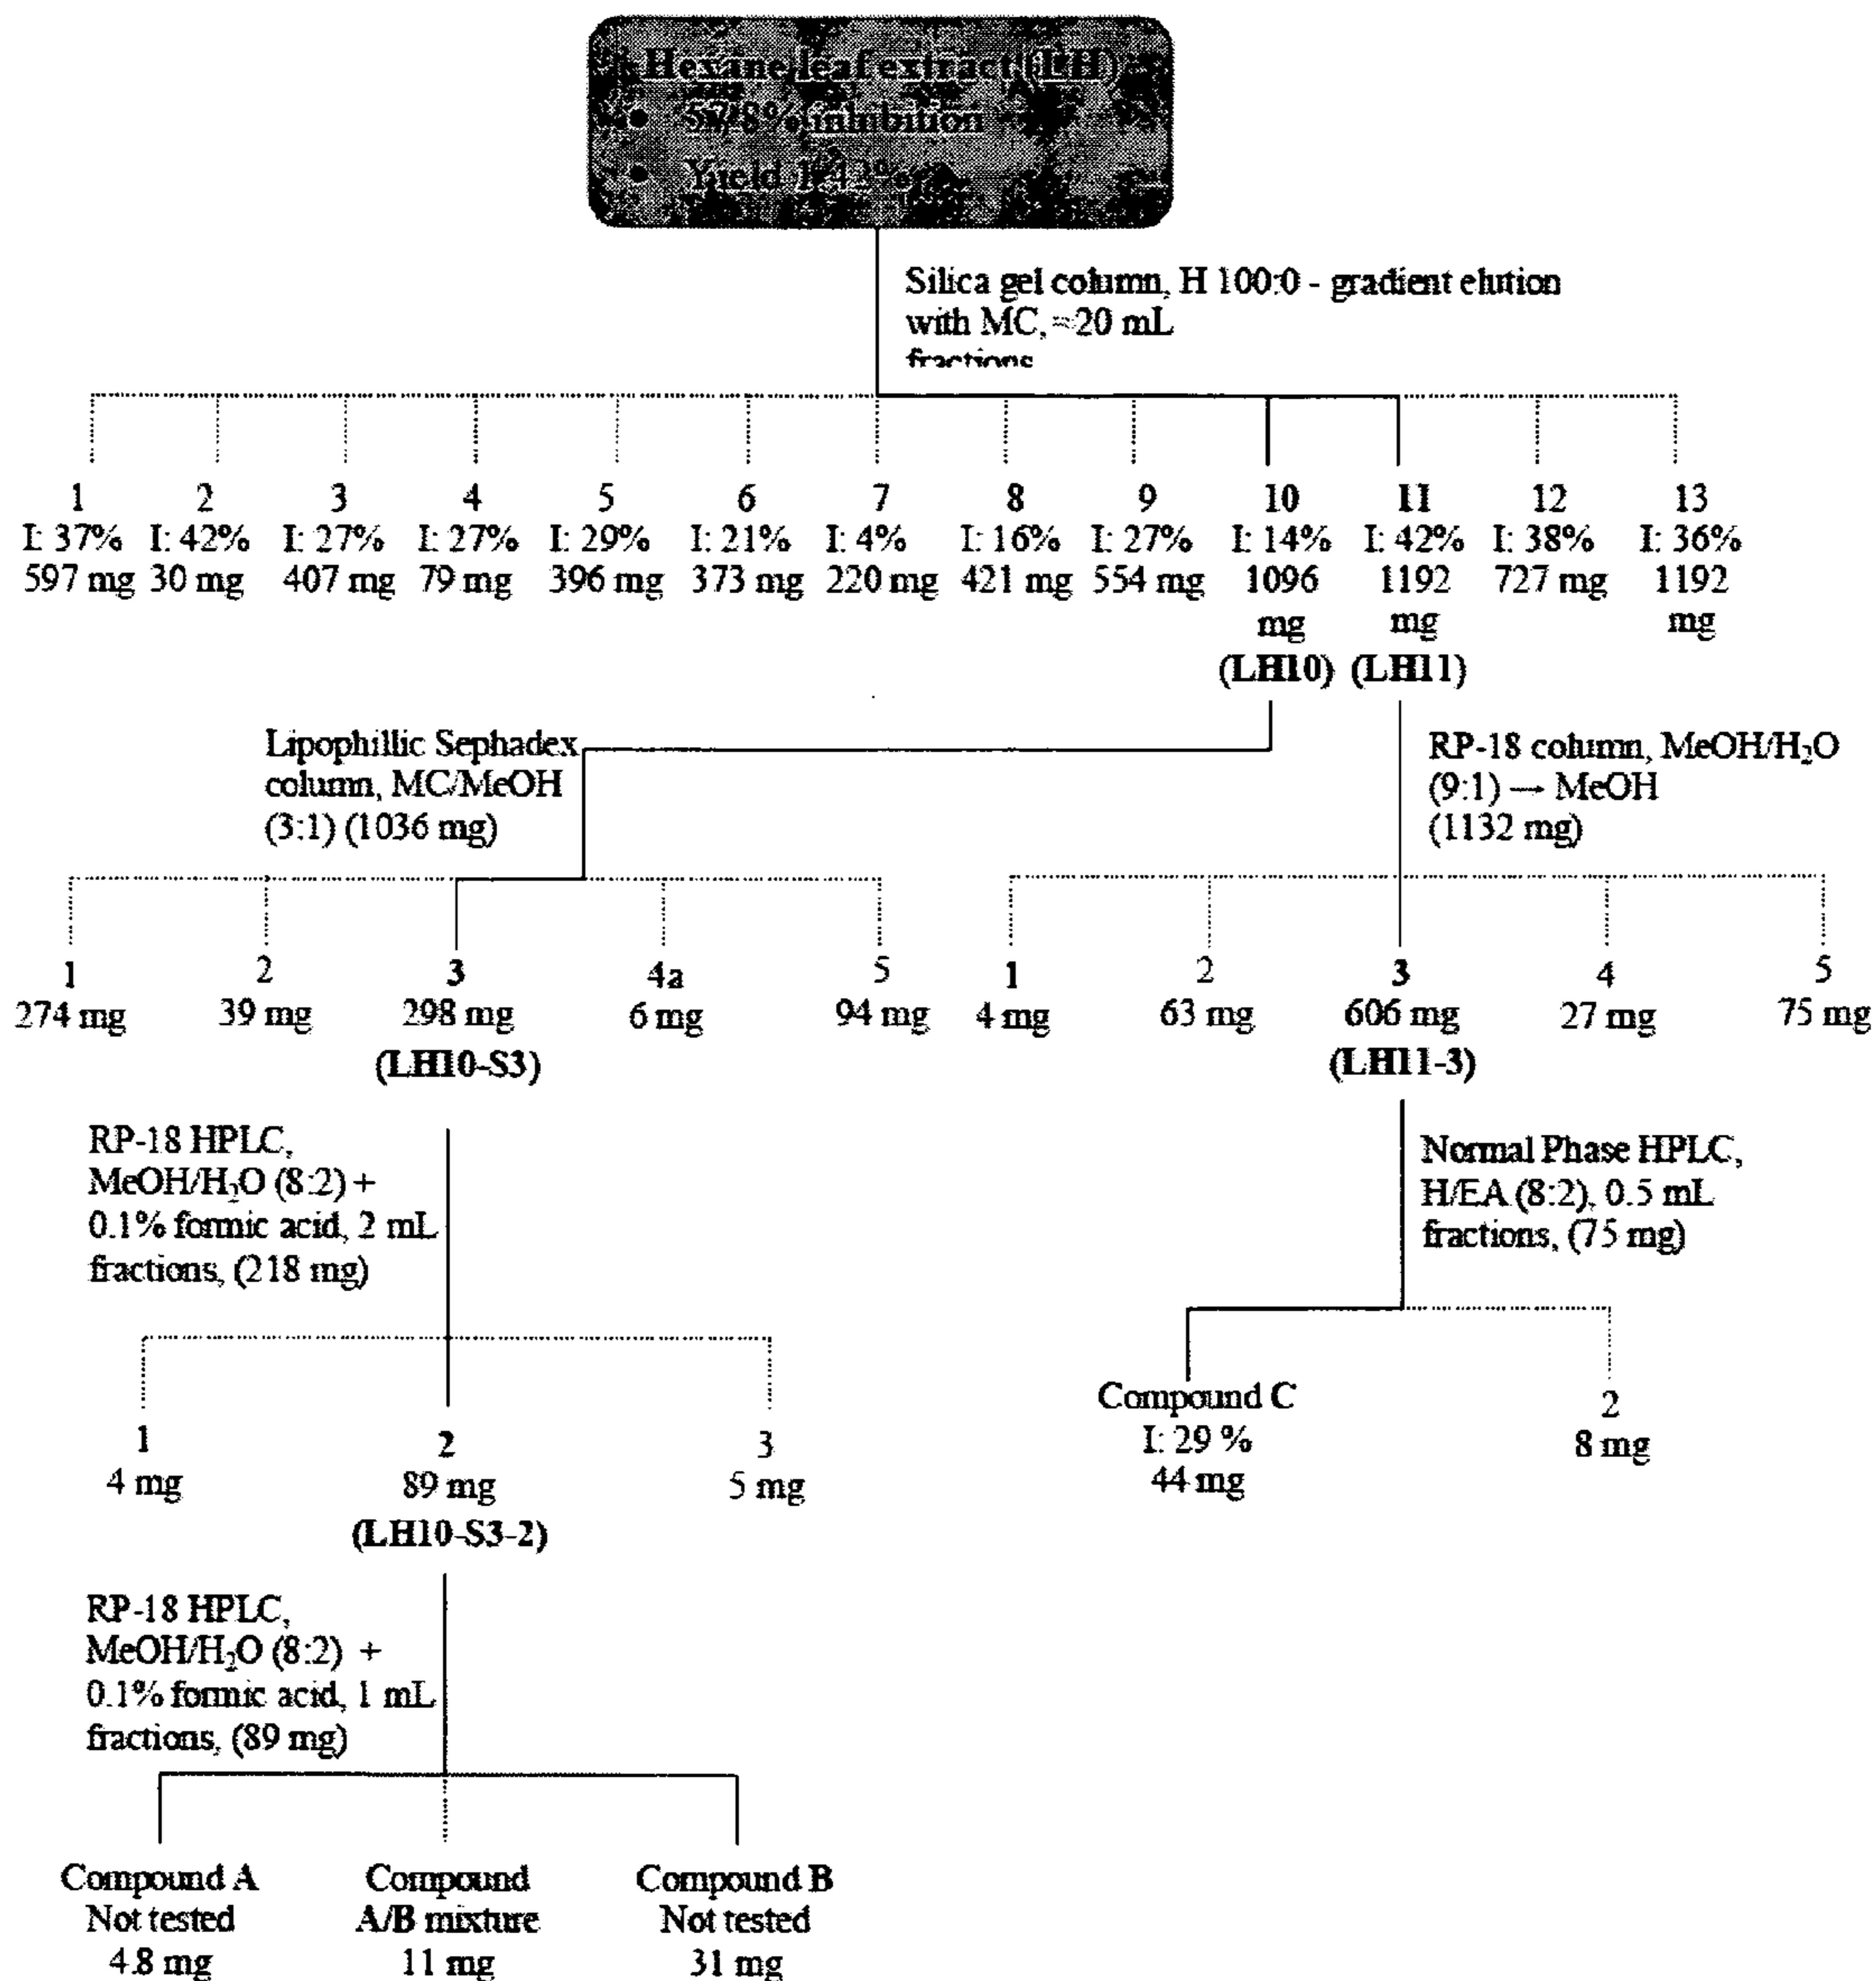 Hexane leaf extract (LH)
• 57.8% inhibition
• Yield
Silica gel column, H 100:0 - gradient elution
with MC, ≈20 mL
fractions
1 2 3 4 5 6 7 8 9 10 11 12 13
I: 37% I: 42% I: 27% I: 27% I: 29% I: 21% I: 4% I: 16% I: 27% I: 14% I: 42% I: 38% I: 36%
597 mg 30 mg 407 mg 79 mg 396 mg 373 mg 220 mg 421 mg 554 mg 1096 1192 727 mg 1192
mg mg mg
(LH10) (LH11)
Lipophillic Sephadex
column, MC/MeOH
(3:1) (1036 mg)
RP-18 column, MeOH/H₂O
(9:1) → MeOH
(1132 mg)
1 2 3 4a 5 1 2 3 4 5
274 mg 39 mg 298 mg 6 mg 94 mg 4 mg 63 mg 606 mg 27 mg 75 mg
(LH10-S3) (LH11-3)
RP-18 HPLC,
MeOH/H₂O (8:2) +
0.1% formic acid, 2 mL
fractions, (218 mg)
Normal Phase HPLC,
H/EA (8:2), 0.5 mL
fractions, (75 mg)
Compound C 2
I: 29 % 8 mg
44 mg
1 2 3
4 mg 89 mg 5 mg
(LH10-S3-2)
RP-18 HPLC,
MeOH/H₂O (8:2) +
0.1% formic acid, 1 mL
fractions, (89 mg)
Compound A Compound Compound B
Not tested A/B mixture Not tested
4.8 mg 11 mg 31 mg